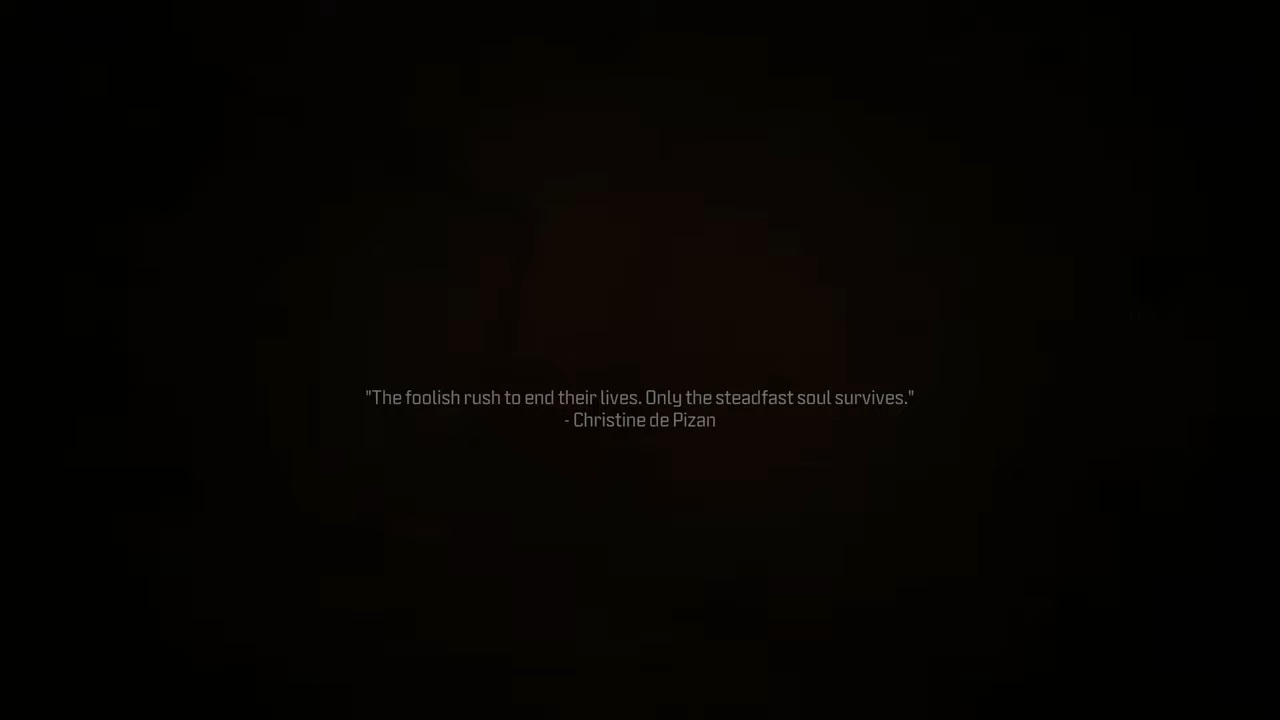 "The foolish rush to end their lives. Only the steadfast soul survives."
- Christine de Pizan